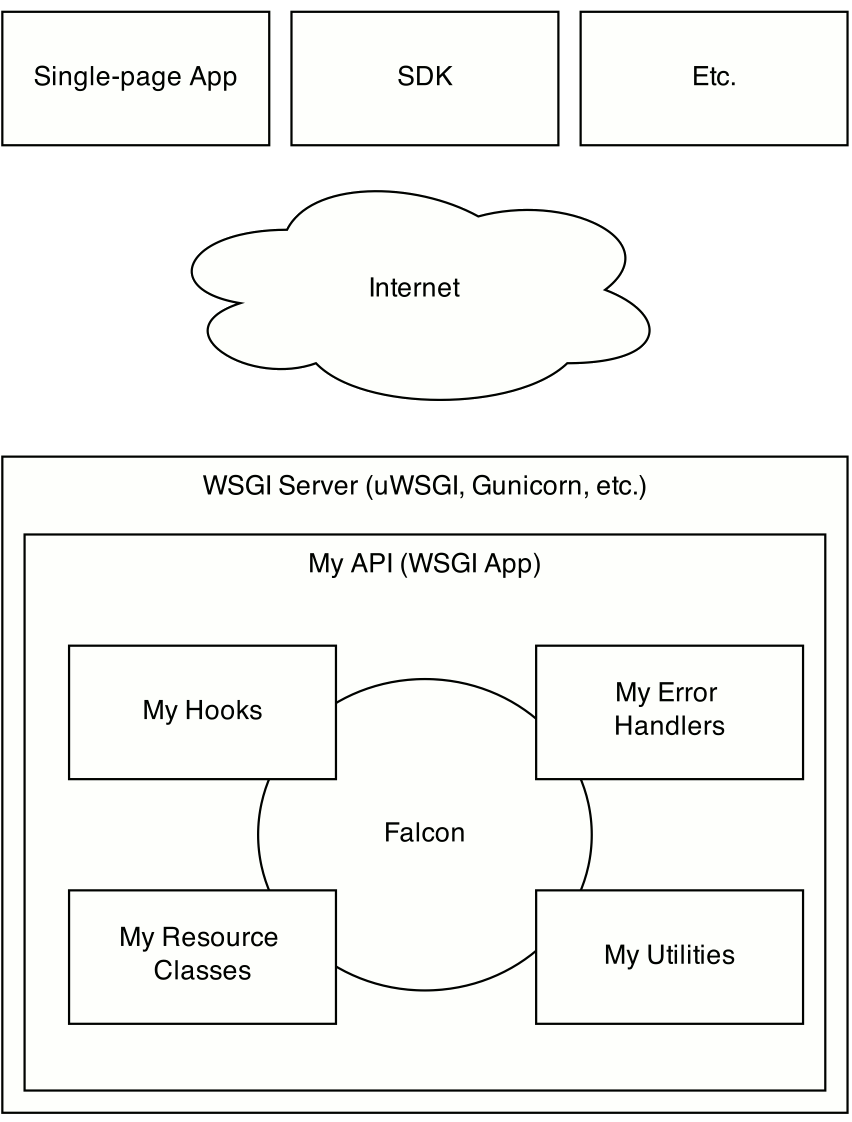 Single-page App
SDK
Etc.
Internet
WSGI Server (uWSGI, Gunicorn, etc.)
My API (WSGI App)
My Hooks
My Error
Handlers
Falcon
My Resource
Classes
My Utilities